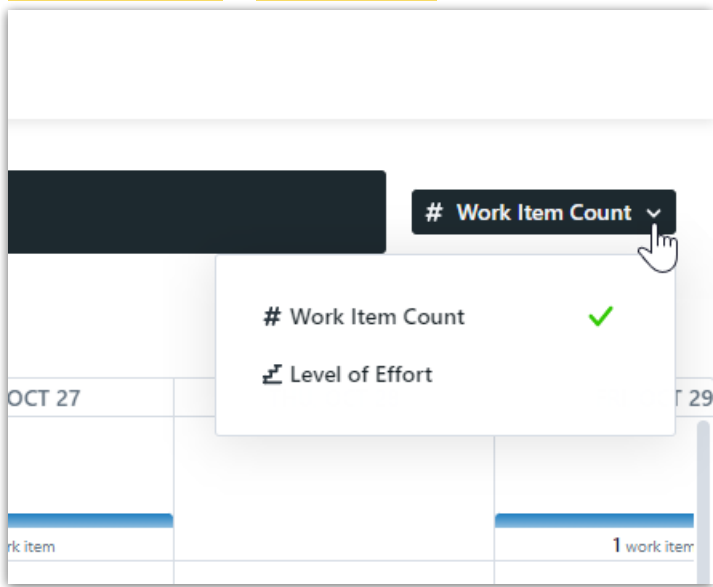 # Work Item Count
# Work Item Count
Level of Effort
OCT 27
T 29
rk item
1 work item